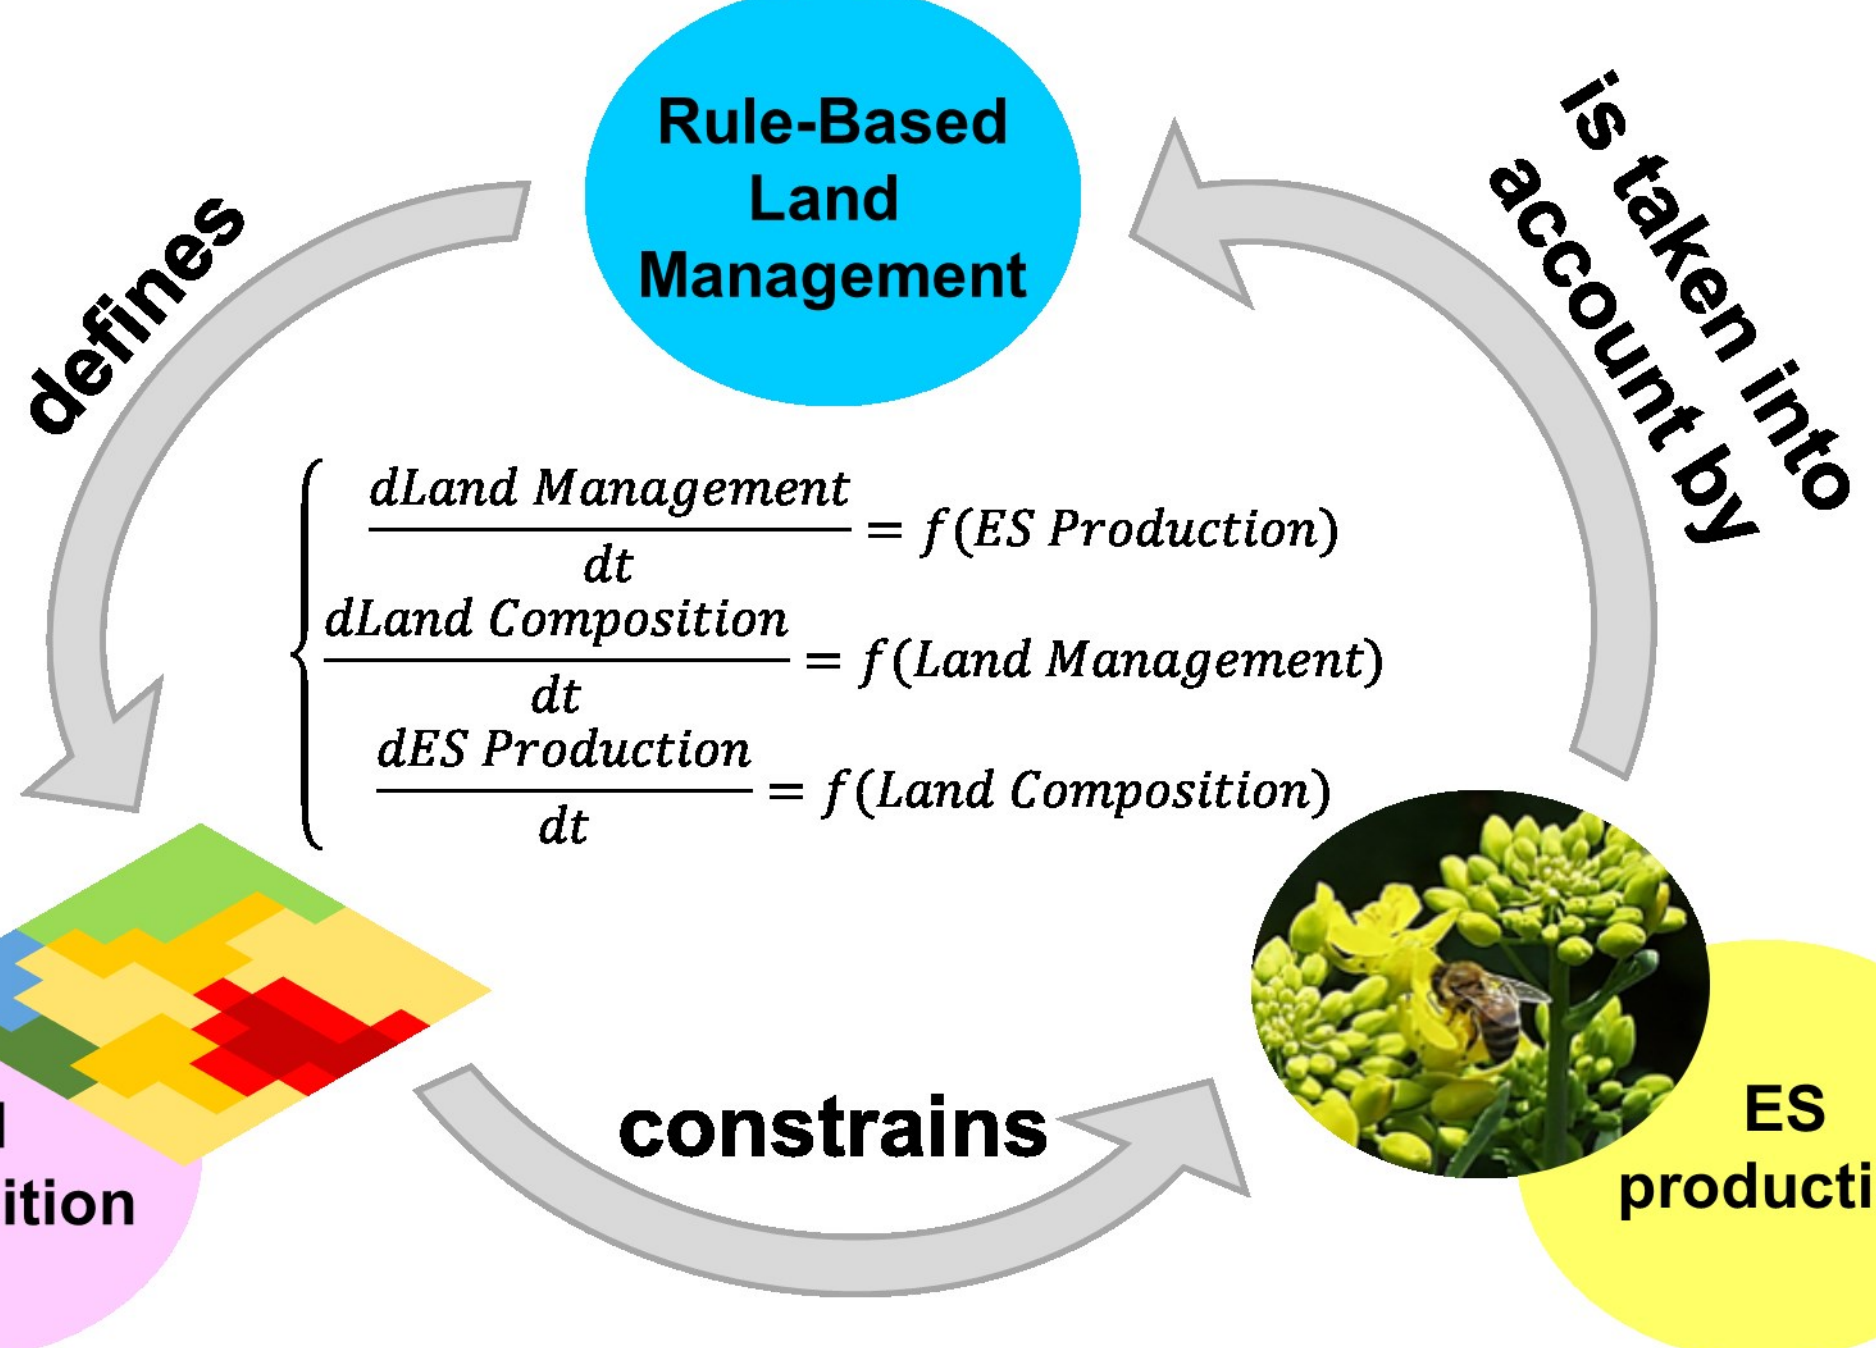 Rule-Based
Land
Management
is taken into
account by
defines
dLand Management
dt
= f(ES Production)
dLand Composition
dt
= f(Land Management)
dES Production
dt
= f(Land Composition)
constrains
ition
ES
producti